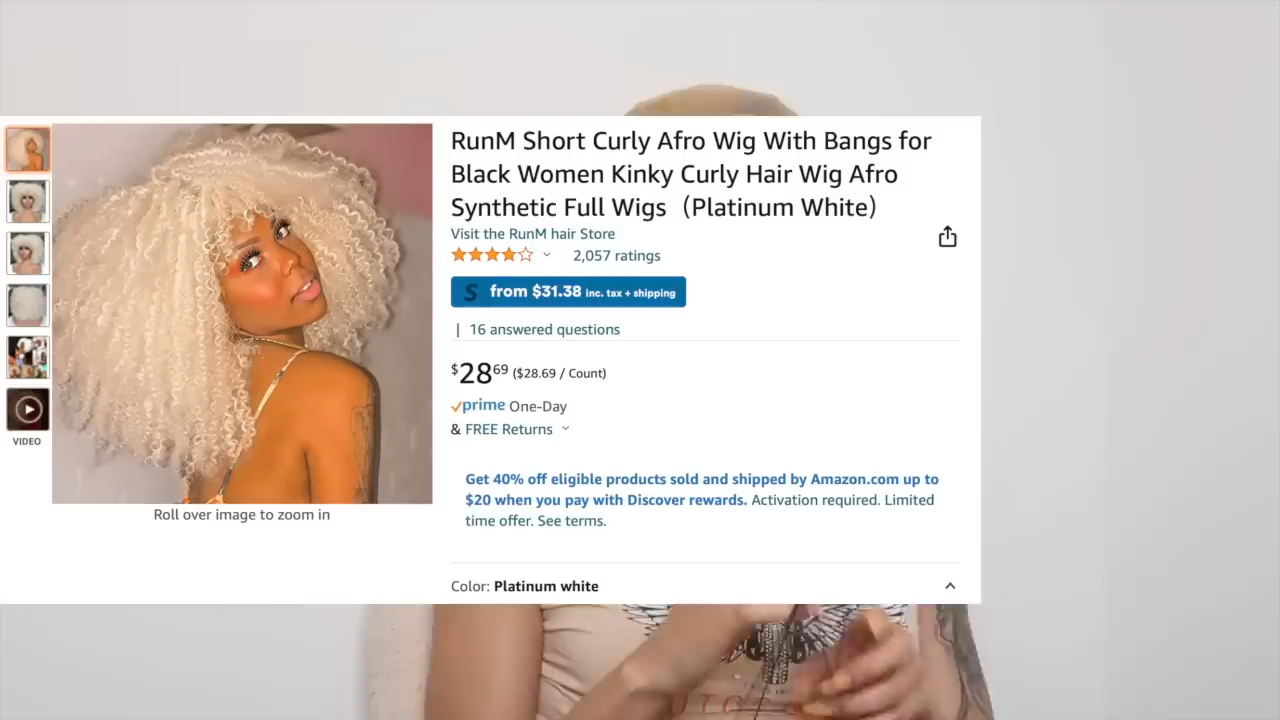 RunM Short Curly Afro Wig With Bangs for
Black Women Kinky Curly Hair Wig Afro
Synthetic Full Wigs（Platinum White）
Visit the RunM hair Store
2,057 ratings
S from $31.38 inc. tax + shipping
| 16 answered questions
$2869 ($28.69 / Count)
prime One-Day
& FREE Returns
VIDEO
Get 40% off eligible products sold and shipped by Amazon.com up to
$20 when you pay with Discover rewards. Activation required. Limited
time offer. See terms.
Roll over image to zoom in
Color: Platinum white